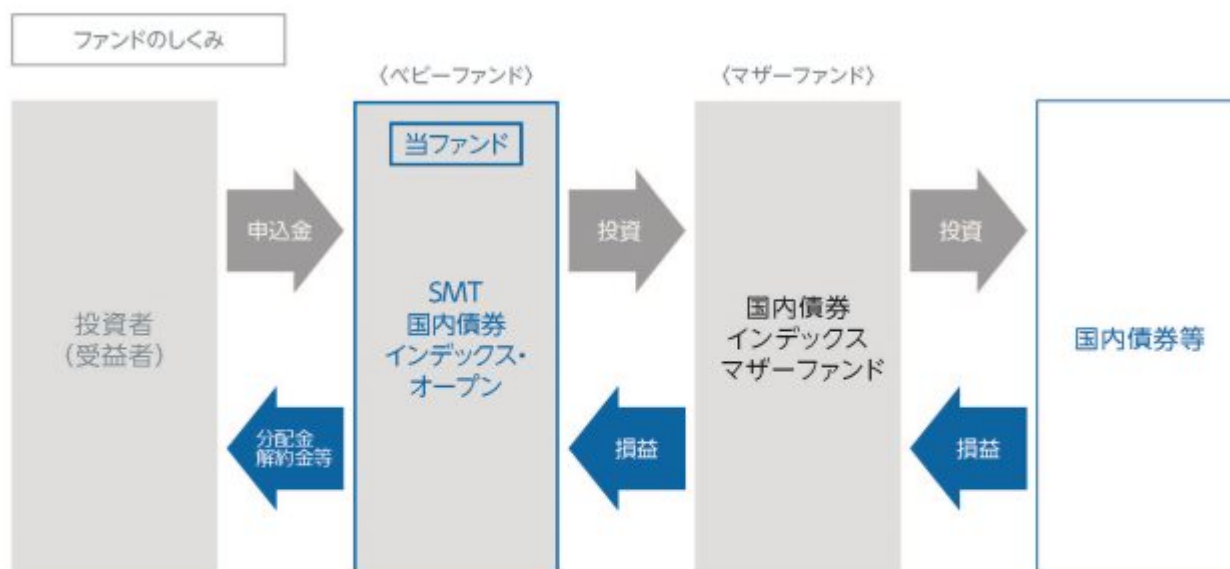 ファンドのしくみ
〈ベビーファンド〉
〈マザーファンド〉
投資者
(受益者)
申込金
分配金
解約金等
当ファンド
SMT
国内債券
インデックス・
オープン
投資
損益
国内債券
インデックス
マザーファンド
投資
損益
国内債券等